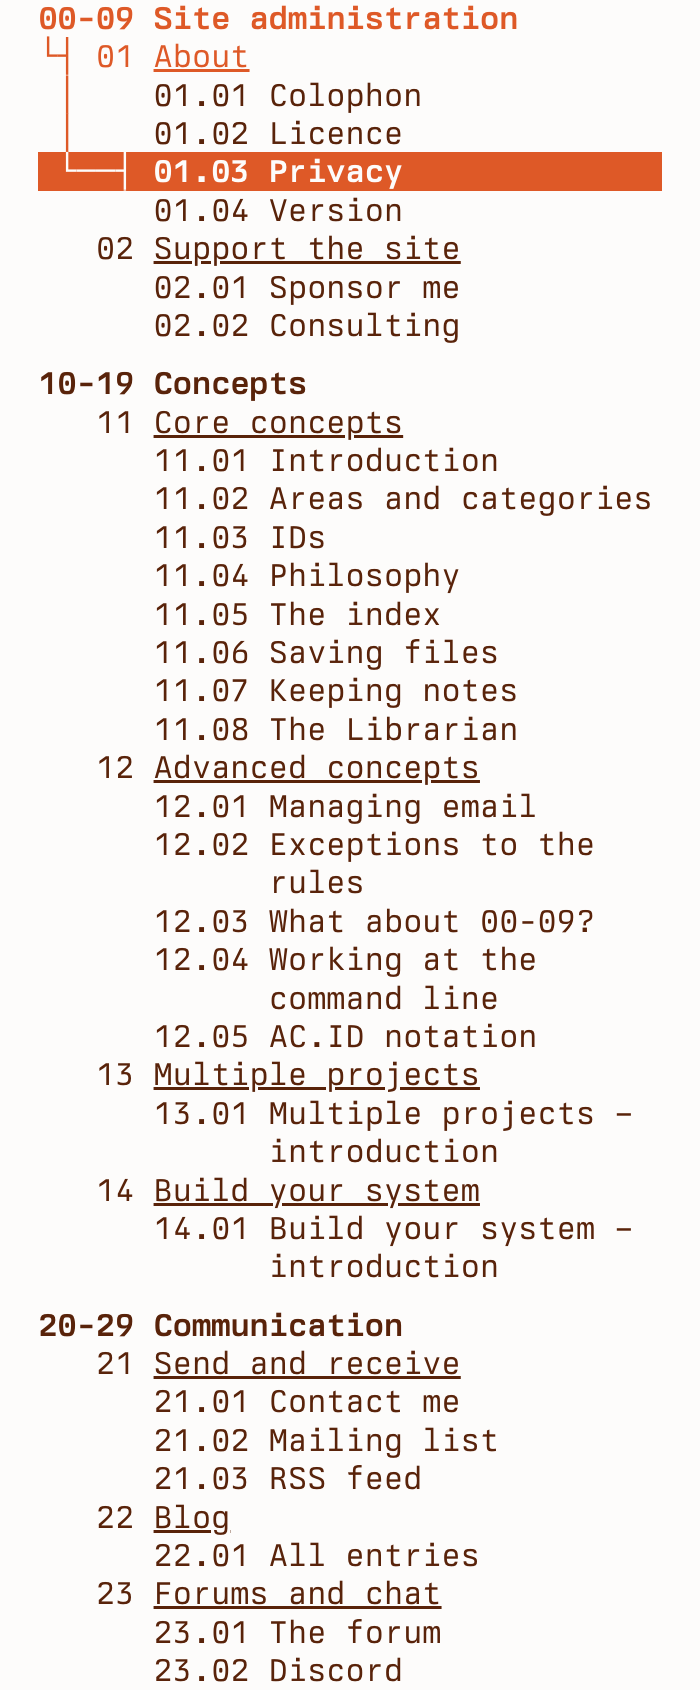 00-09 Site administration
01 About
01.01 Colophon
01.02 Licence
01.03 Privacy
01.04 Version
02 Support the site
02.01 Sponsor me
02.02 Consulting
10-19 Concepts
11 Core concepts
11.01 Introduction
11.02 Areas and categories
11.03 IDs
11.04 Philosophy
11.05 The index
11.06 Saving files
11.07 Keeping notes
11.08 The Librarian
12 Advanced concepts
12.01 Managing email
12.02 Exceptions to the
rules
12.03 What about 00-09?
12.04 Working at the
command line
12.05 AC.ID notation
13 Multiple projects
13.01 Multiple projects –
introduction
14 Build your system
14.01 Build your system –
introduction
20-29 Communication
21 Send and receive
21.01 Contact me
21.02 Mailing list
21.03 RSS feed
22 Blog
22.01 All entries
23 Forums and chat
23.01 The forum
23.02 Discord